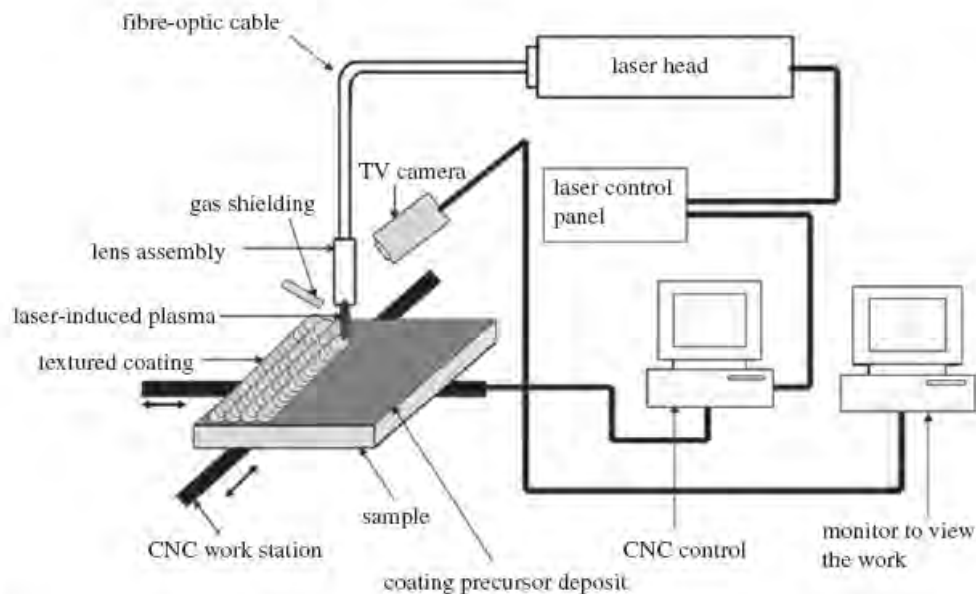 fibre-optic cable
laser head
TV camera
laser control
panel
gas shielding
lens assembly
laser-induced plasma
textured coating
sample
CNC work station
CNC control
monitor to view
the work
coating precursor deposit